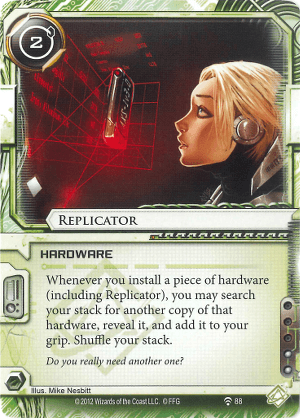 2
REPLICATOR
HARDWARE
Whenever you install a piece of hardware
(including Replicator), you may search
your stack for another copy of that
hardware, reveal it, and add it to your
grip. Shuffle your stack.
Do you really need another one?
Illus. Mike Nesbitt
©2012 Wizards of the Coast LLC. © FFG
88